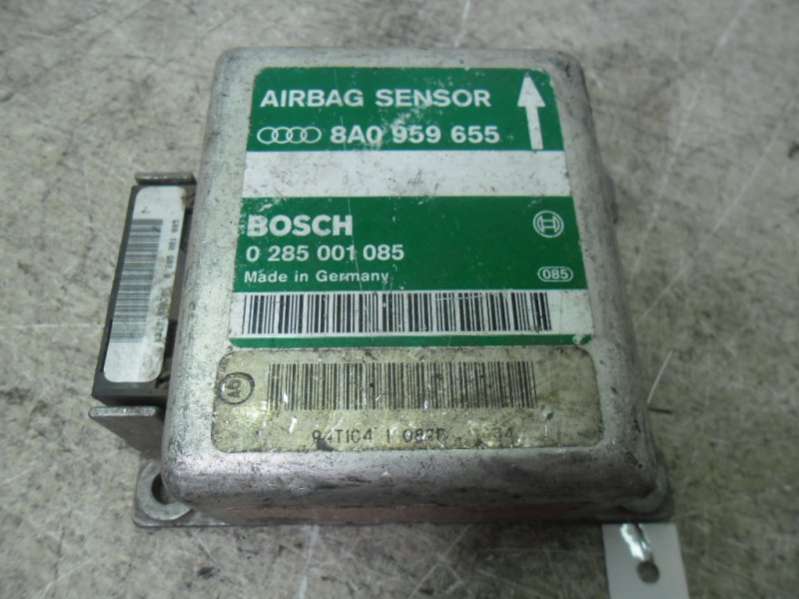 AIRBAG SENSOR
8A0 959 655
BOSCH
0 285 001 085
Made in Germany
085